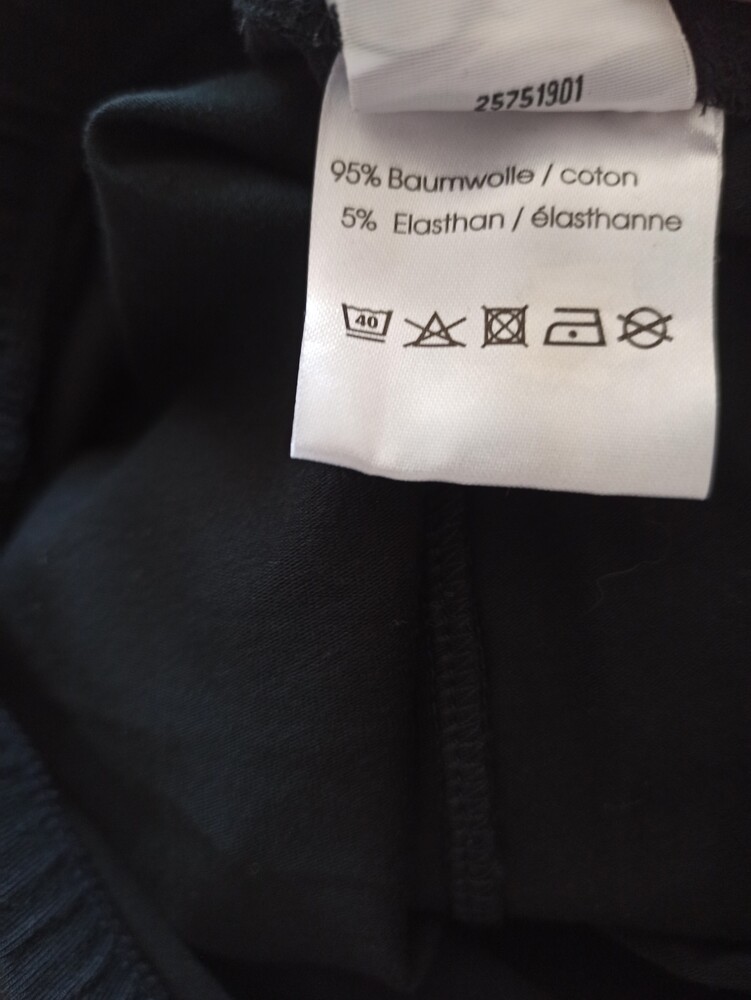 25751901
95% Baumwolle / coton
5% Elasthan / élasthanne
40